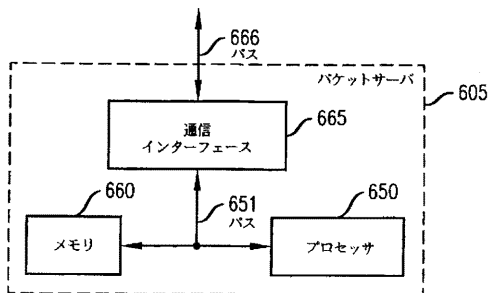 666
パス
パケットサーバ
605
通信
インターフェース
665
660
651
パス
650
メモリ
プロセッサ